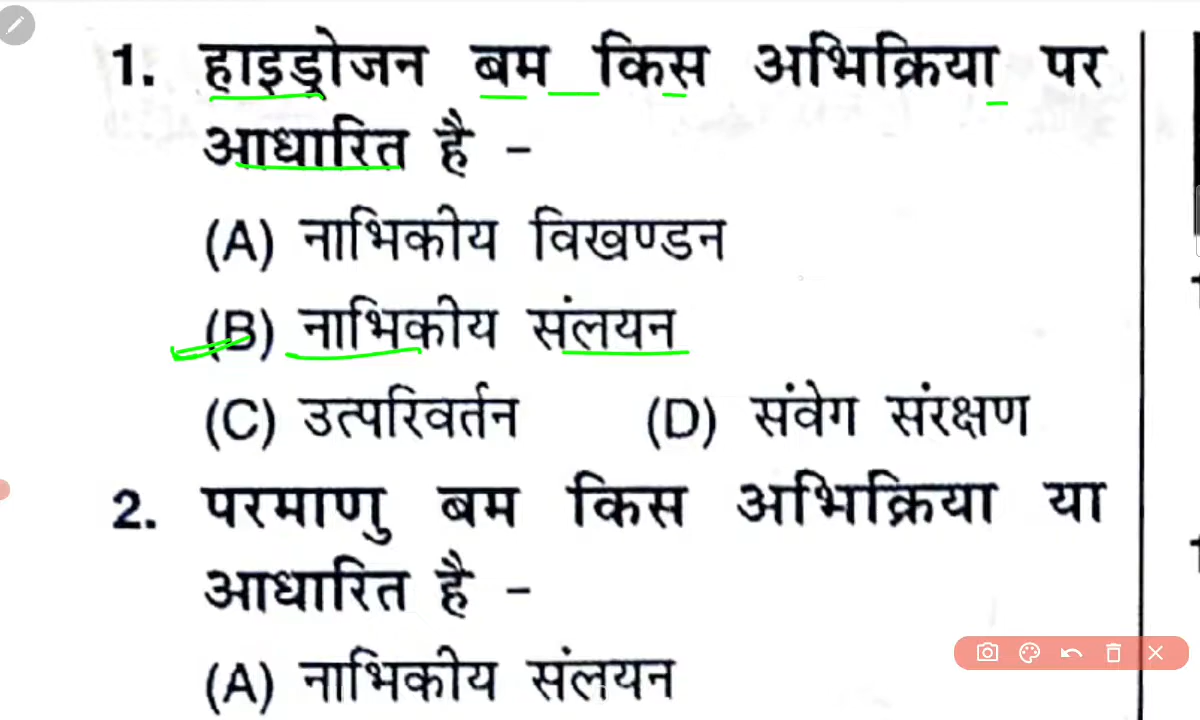 1. हाइड्रोजन बम किस अभिक्रिया पर
आधारित है -
(A) नाभिकीय विखण्डन
(B) नाभिकीय संलयन
(C) उत्परिवर्तन (D) संवेग संरक्षण
2. परमाणु बम किस अभिक्रिया या
आधारित है -
(A) नाभिकीय संलयन